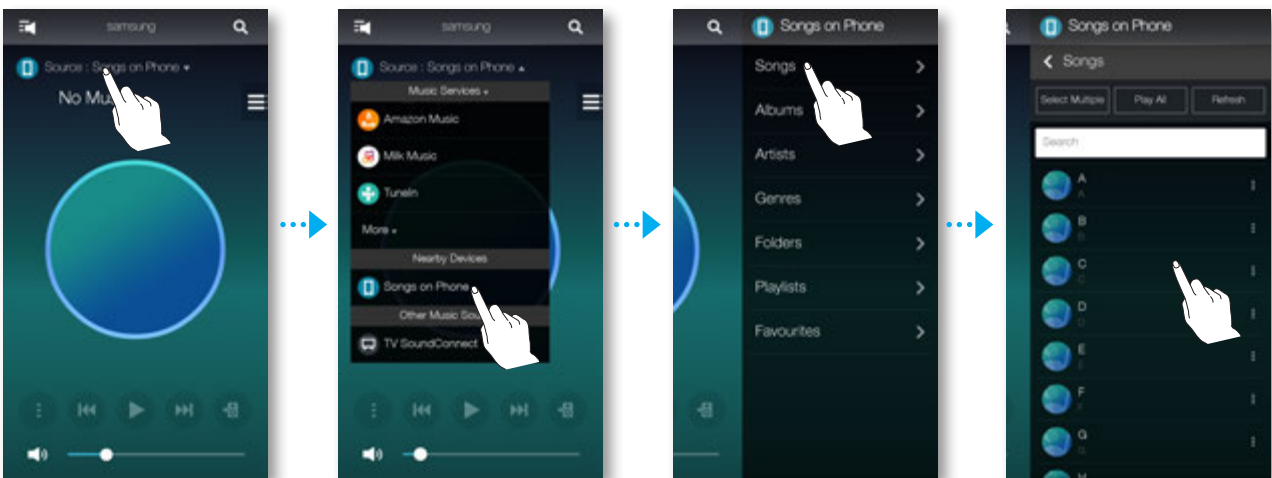 samsung
Source : Songs on Phone
No Mu
samsung
Source : Songs on Phone
Music Services
Amazon Music
Milk Music
TuneIn
More
Nearby Devices
Songs on Phone
Other Music Sou
TV SoundConnect
Songs on Phone
Songs
Albums
Artists
Genres
Folders
Playlists
Favourites
Songs on Phone
Songs
Select Multiple Play All Refresh
Search
A
A
B
B
C
C
D
D
E
E
F
F
G
G
H